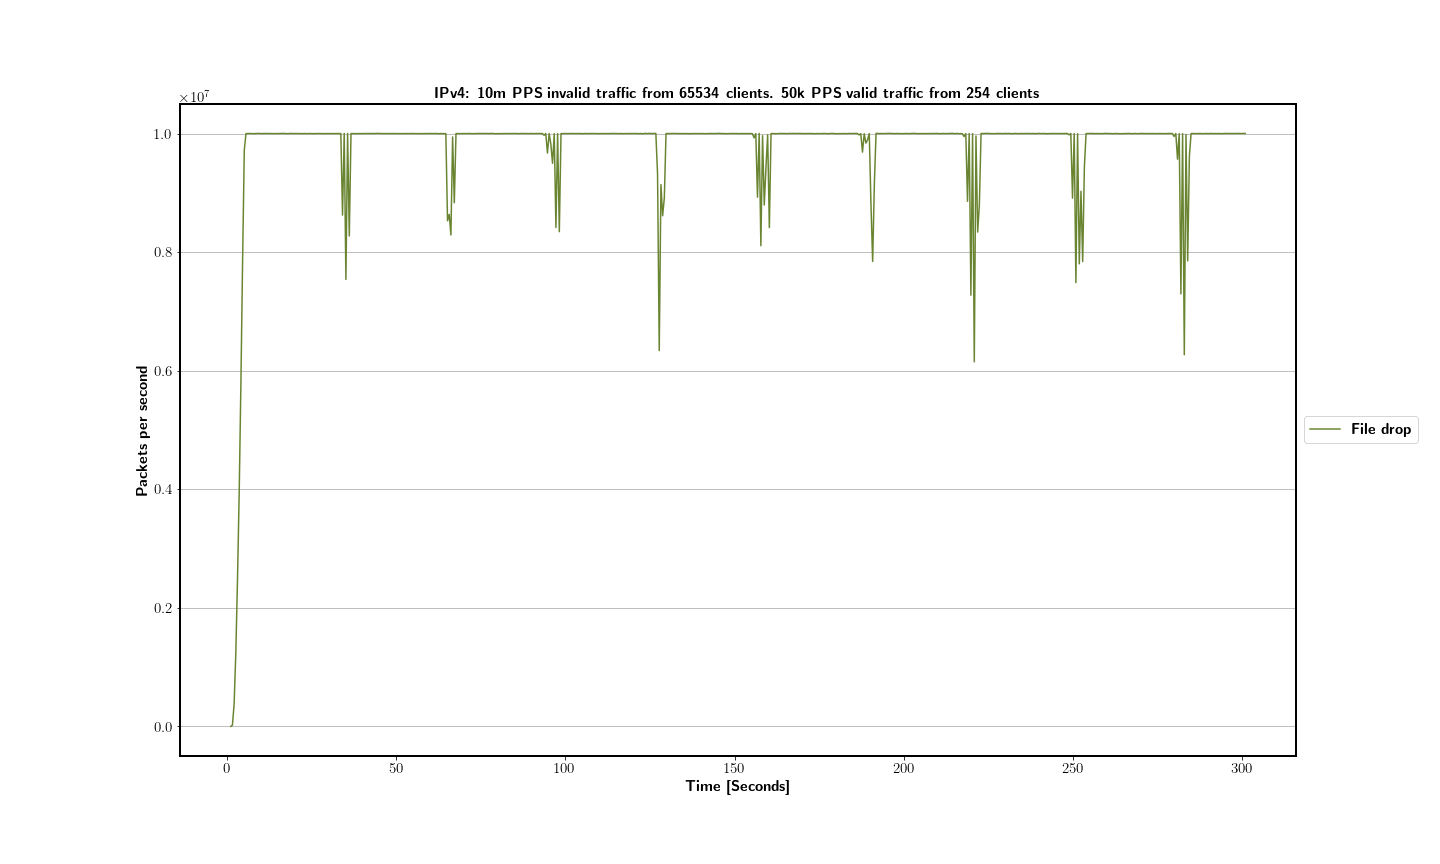 IPv4: 10m PPS invalid traffic from 65534 clients. 50k PPS valid traffic from 254 clients
×10⁷
1.0
0.8
0.6
0.4
0.2
0.0
Packets per second
0 50 100 150 200 250 300
Time [Seconds]
File drop